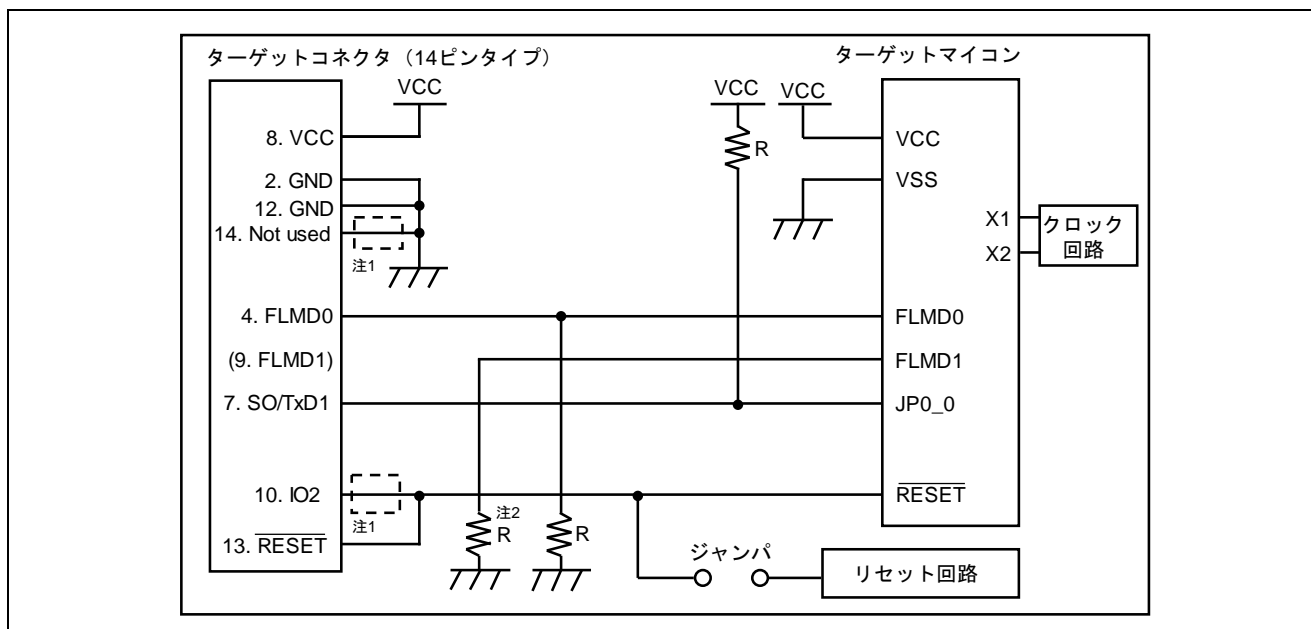 ターゲットコネクタ（14ピンタイプ）
ターゲットマイコン
VCC
VCC
VCC
8. VCC
R
VCC
2. GND
VSS
12. GND
14. Not used
注1
X1
X2
クロック
回路
4. FLMD0
FLMD0
(9. FLMD1)
FLMD1
7. SO/TxD1
JP0_0
10. IO2
RESET
注1
注2
R
R
13. RESET
ジャンパ
リセット回路